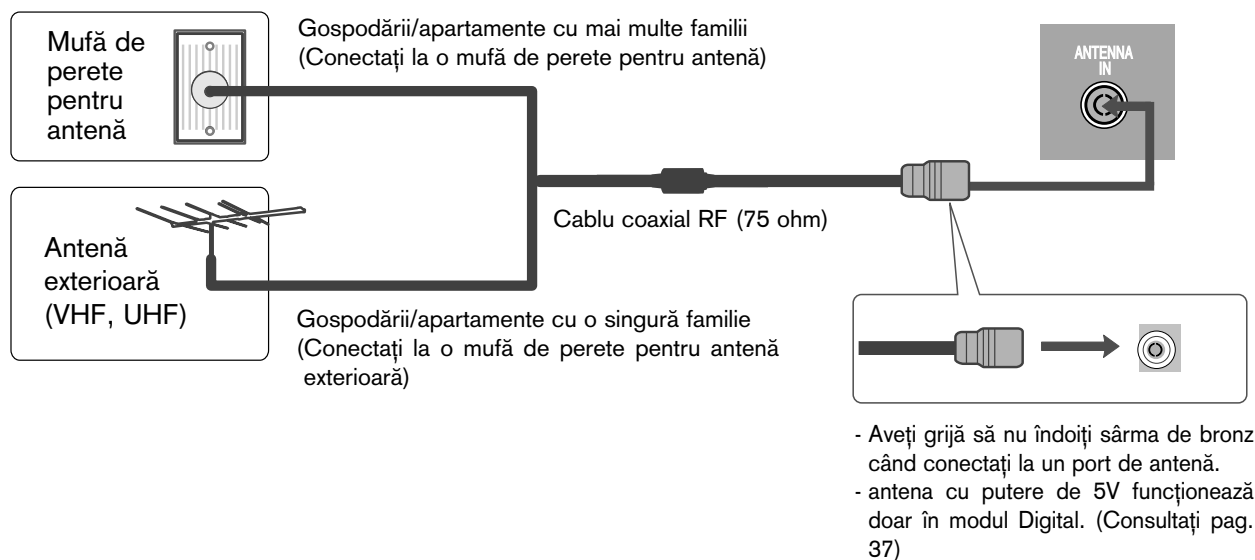 Mufă de
perete
pentru
antenă
Gospodării/apartamente cu mai multe familii
(Conectați la o mufă de perete pentru antenă)
ANTENNA
IN
Cablu coaxial RF (75 ohm)
Antenă
exterioară
(VHF, UHF)
Gospodării/apartamente cu o singură familie
(Conectați la o mufă de perete pentru antenă
exterioară)
- Aveți grijă să nu îndoiți sârma de bronz
când conectați la un port de antenă.
- antena cu putere de 5V funcționează
doar în modul Digital. (Consultați pag.
37)